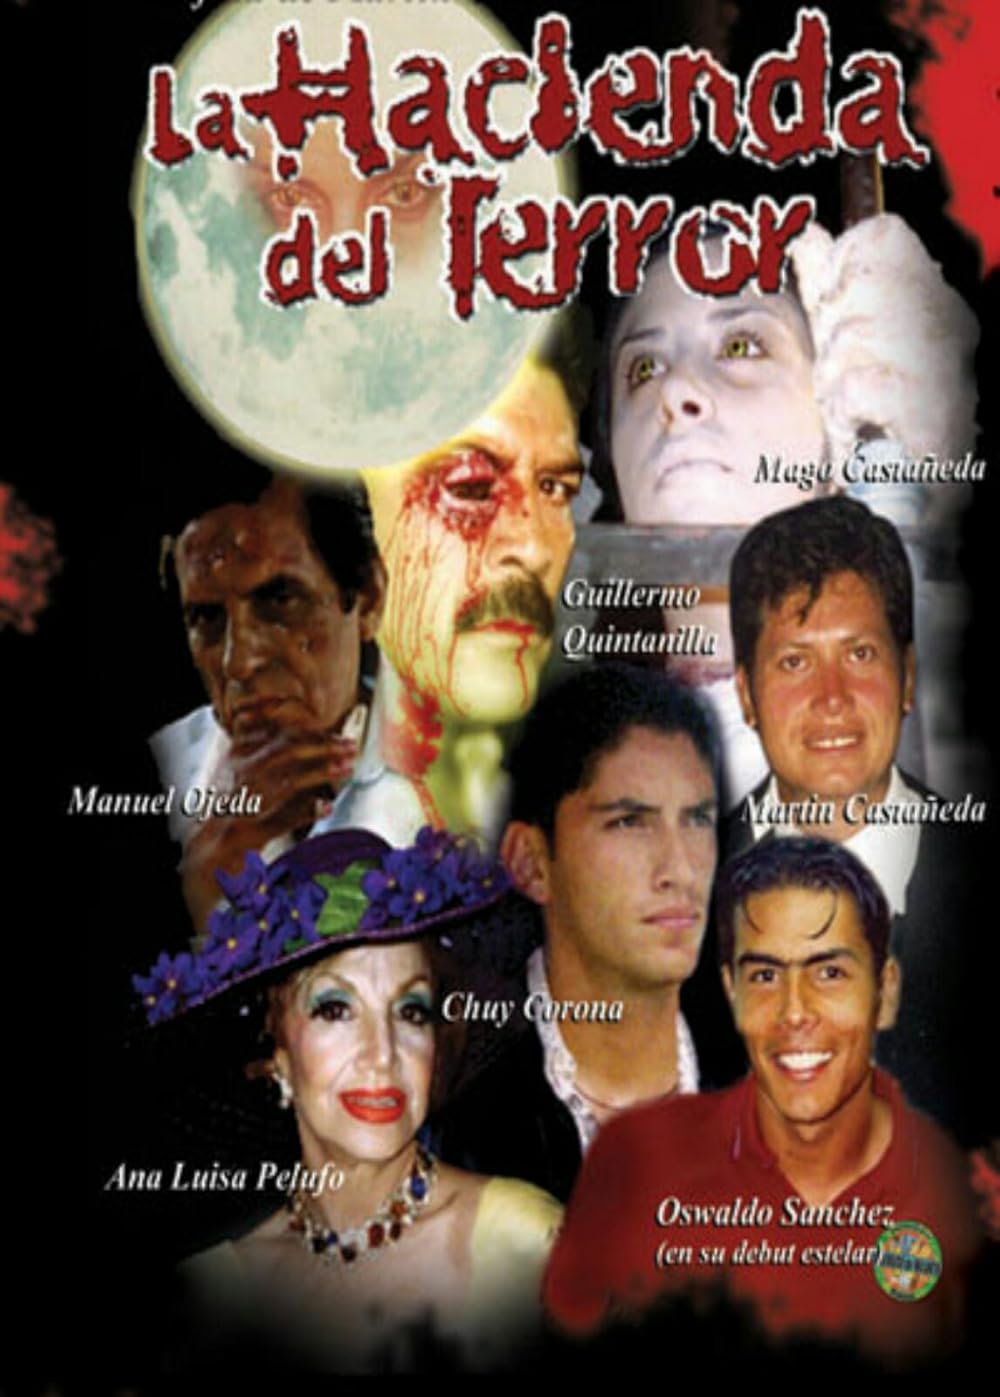 la Hacienda
del Terror
Mago Castañeda
Guillermo
Quintanilla
Manuel Ojeda
Martin Castañeda
Chuy Corona
Ana Luisa Pelufo
Oswaldo Sanchez
(en su debut estelar)